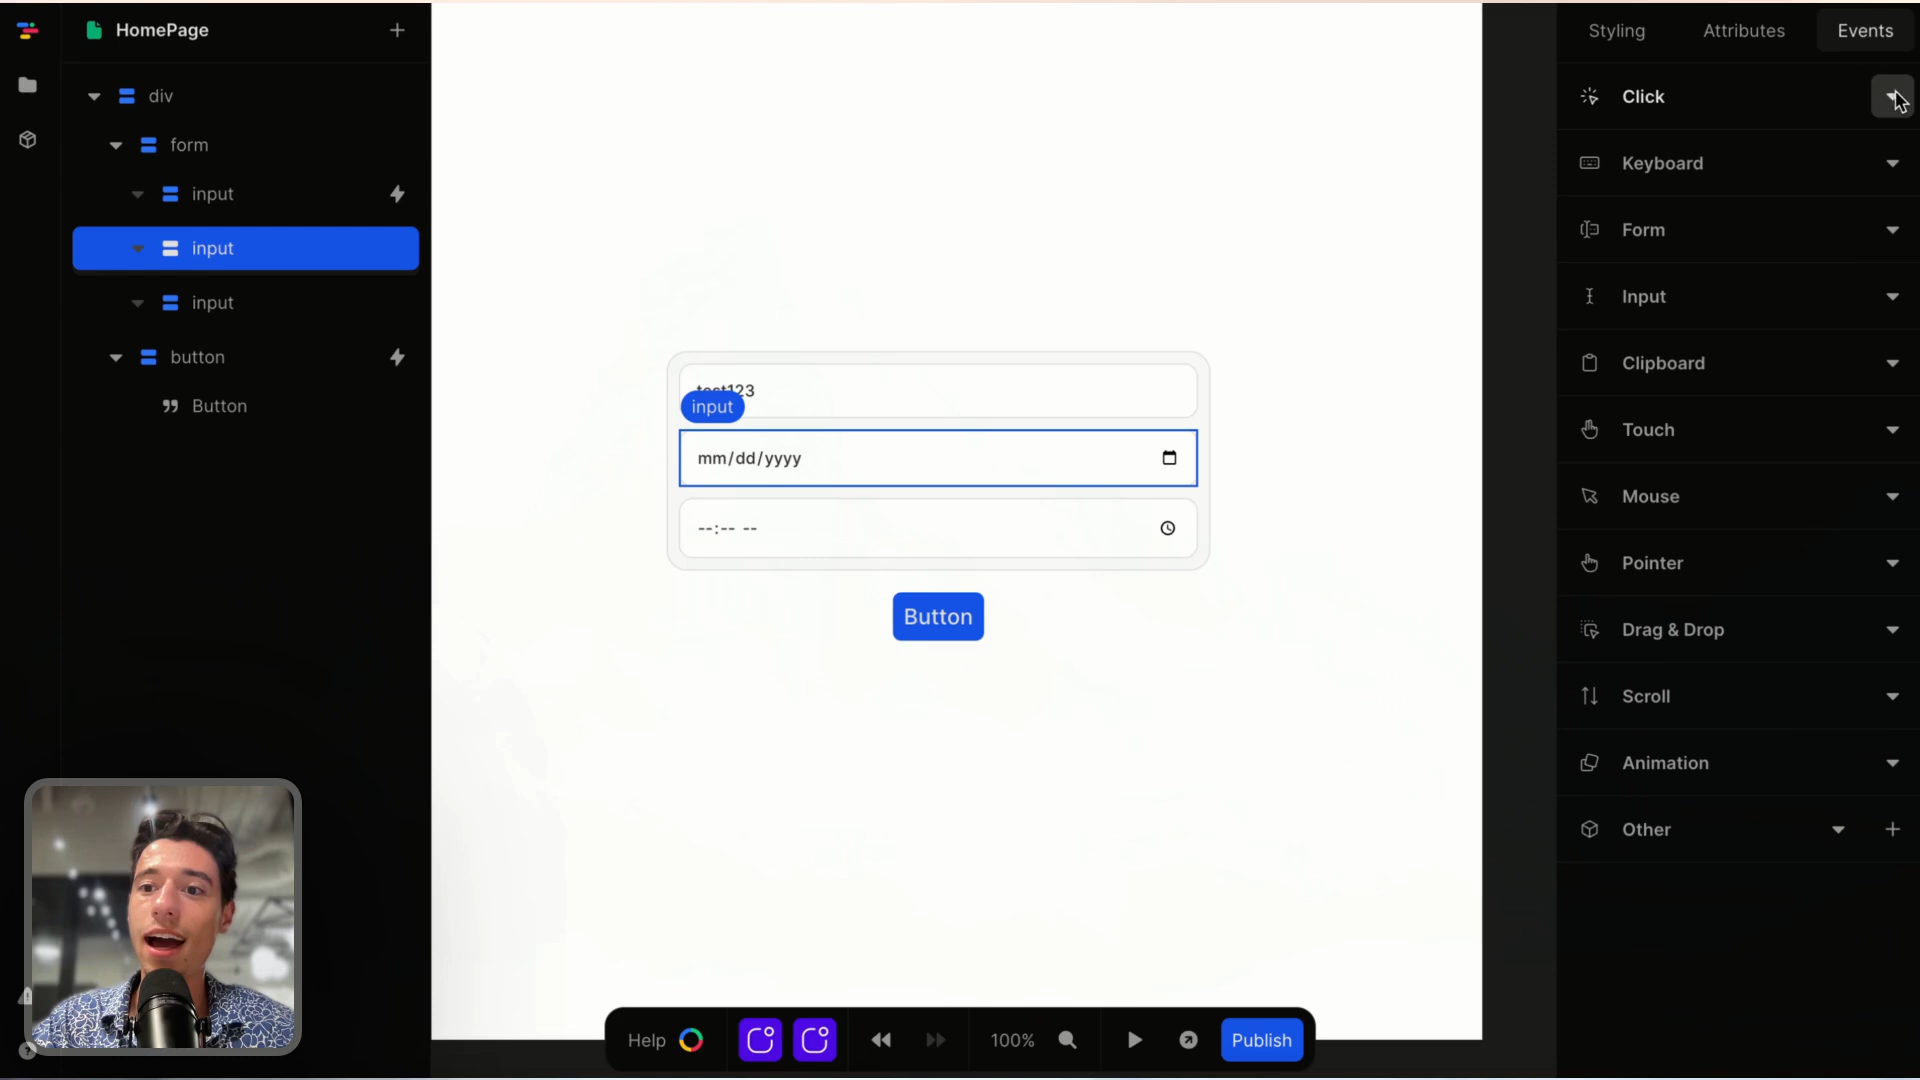 HomePage
div
form
input
input
input
button
Button
test123
input
mm/dd/yyyy
--:-- --
Button
Styling
Attributes
Events
Click
Keyboard
Form
Input
Clipboard
Touch
Mouse
Pointer
Drag & Drop
Scroll
Animation
Other
Help
100%
Publish